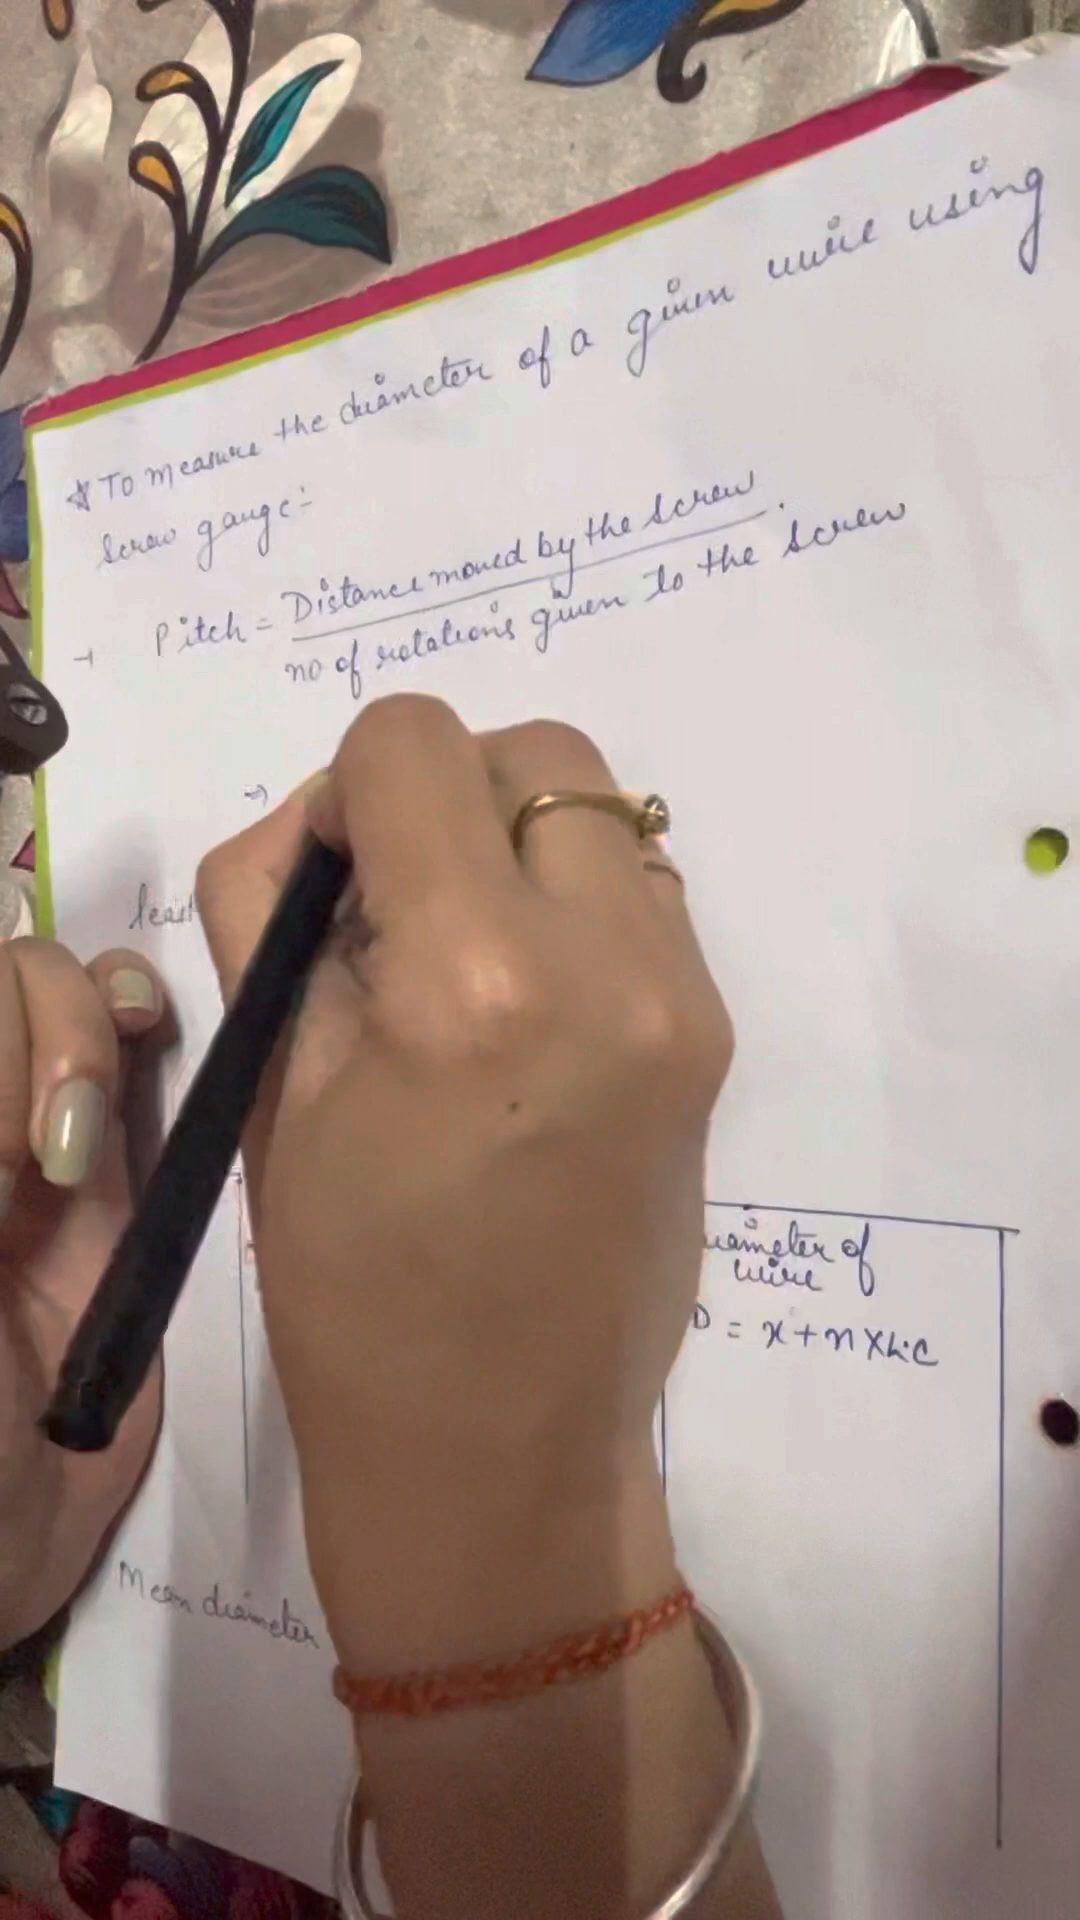 * To measure the diameter of a given wire using
Screw gauge :-
→ Pitch = Distance moved by the screw
no of rotations given to the screw
⇒
least
diameter of
wire
D = x + n X L.C
Mean diameter